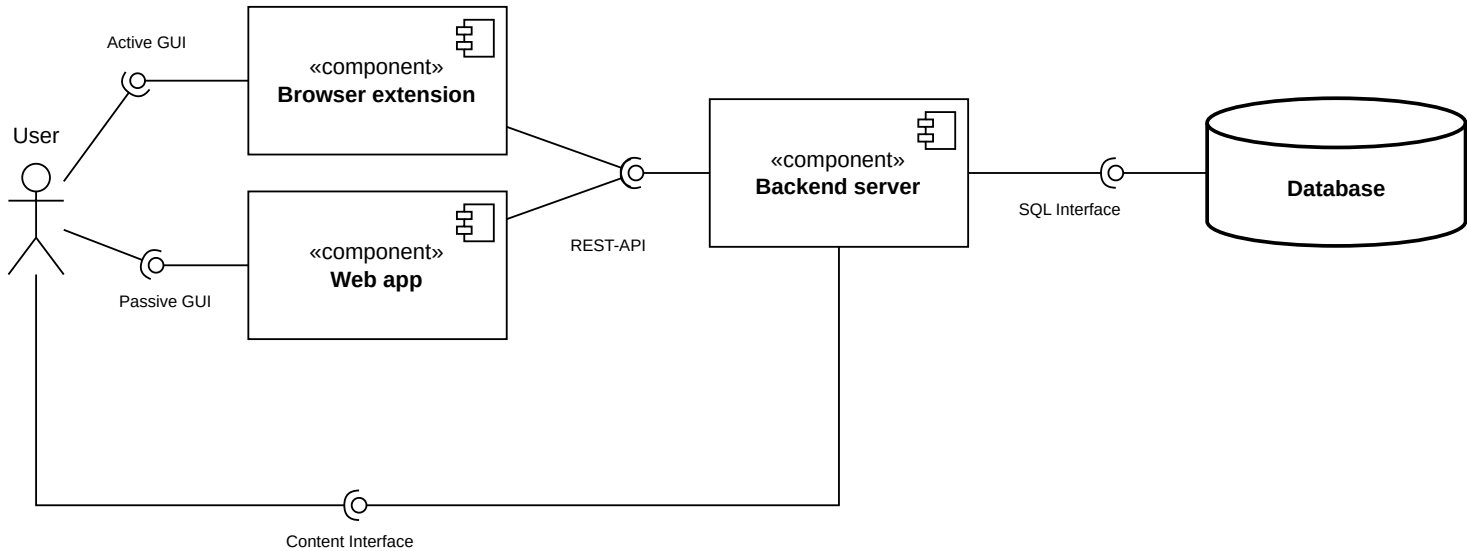 Active GUI
«component»
Browser extension
User
«component»
Backend server
Database
SQL Interface
REST-API
«component»
Web app
Passive GUI
Content Interface